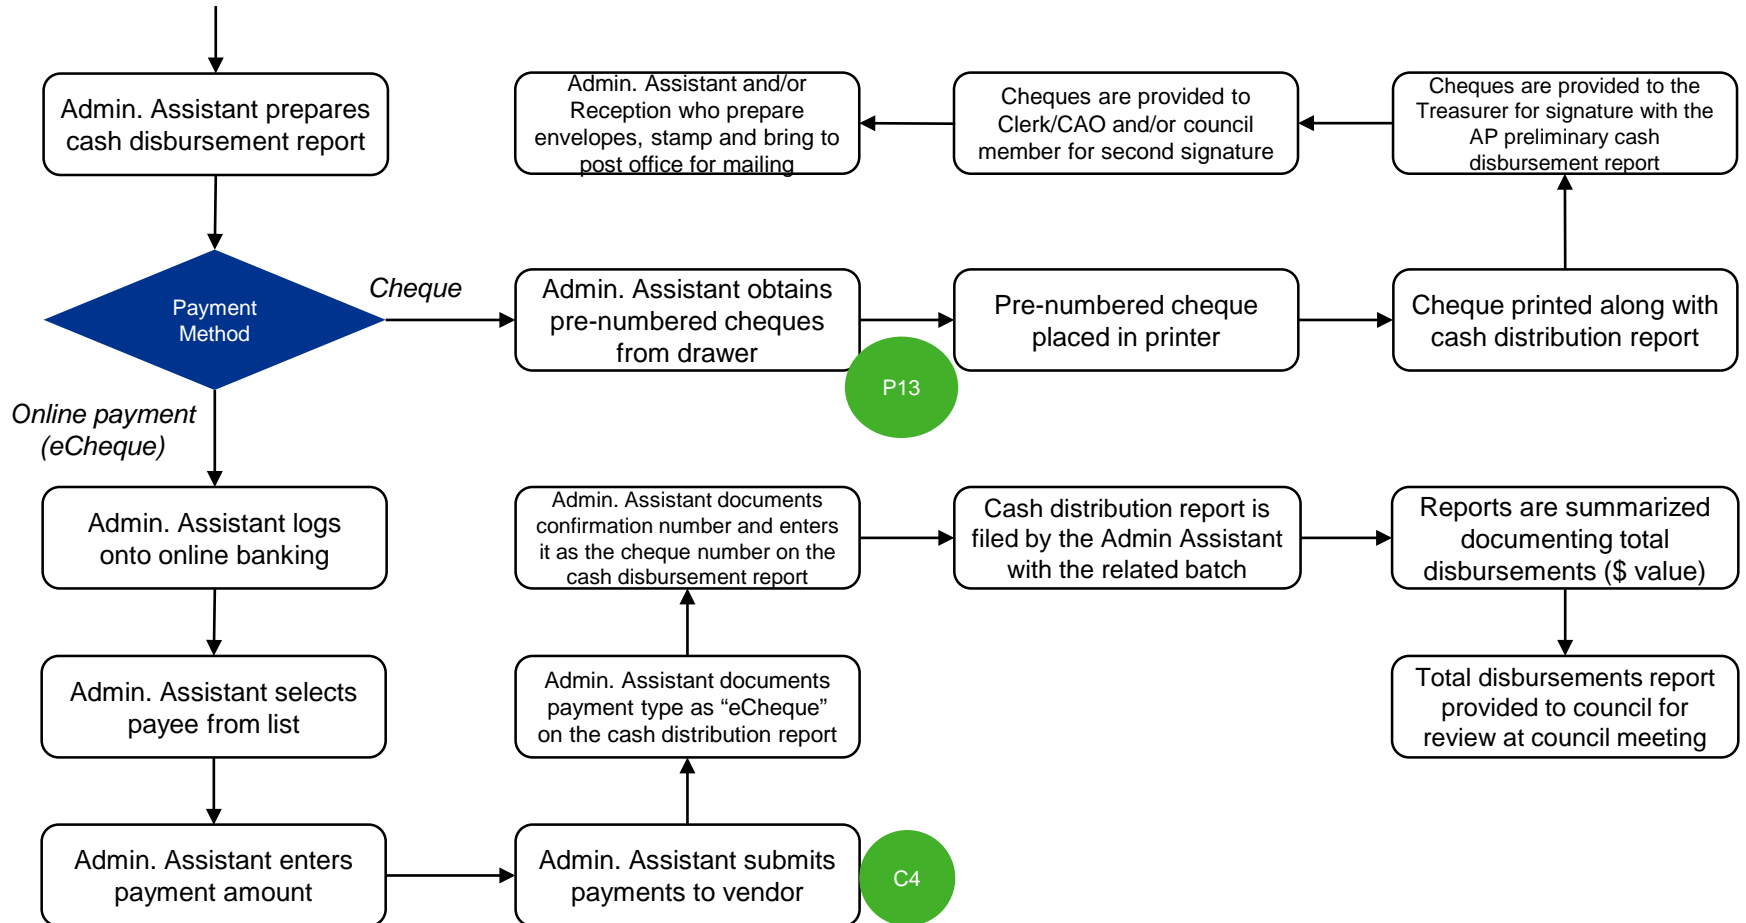 Admin. Assistant prepares
cash disbursement report
Admin. Assistant and/or
Reception who prepare
envelopes, stamp and bring to
post office for mailing
Cheques are provided to
Clerk/CAO and/or council
member for second signature
Cheques are provided to the
Treasurer for signature with the
AP preliminary cash
disbursement report
Payment
Method
Cheque
Admin. Assistant obtains
pre-numbered cheques
from drawer
Pre-numbered cheque
placed in printer
Cheque printed along with
cash distribution report
P13
Online payment
(eCheque)
Admin. Assistant logs
onto online banking
Admin. Assistant documents
confirmation number and enters
it as the cheque number on the
cash disbursement report
Cash distribution report is
filed by the Admin Assistant
with the related batch
Reports are summarized
documenting total
disbursements ($ value)
Admin. Assistant selects
payee from list
Admin. Assistant documents
payment type as “eCheque”
on the cash distribution report
Total disbursements report
provided to council for
review at council meeting
Admin. Assistant enters
payment amount
Admin. Assistant submits
payments to vendor
C4